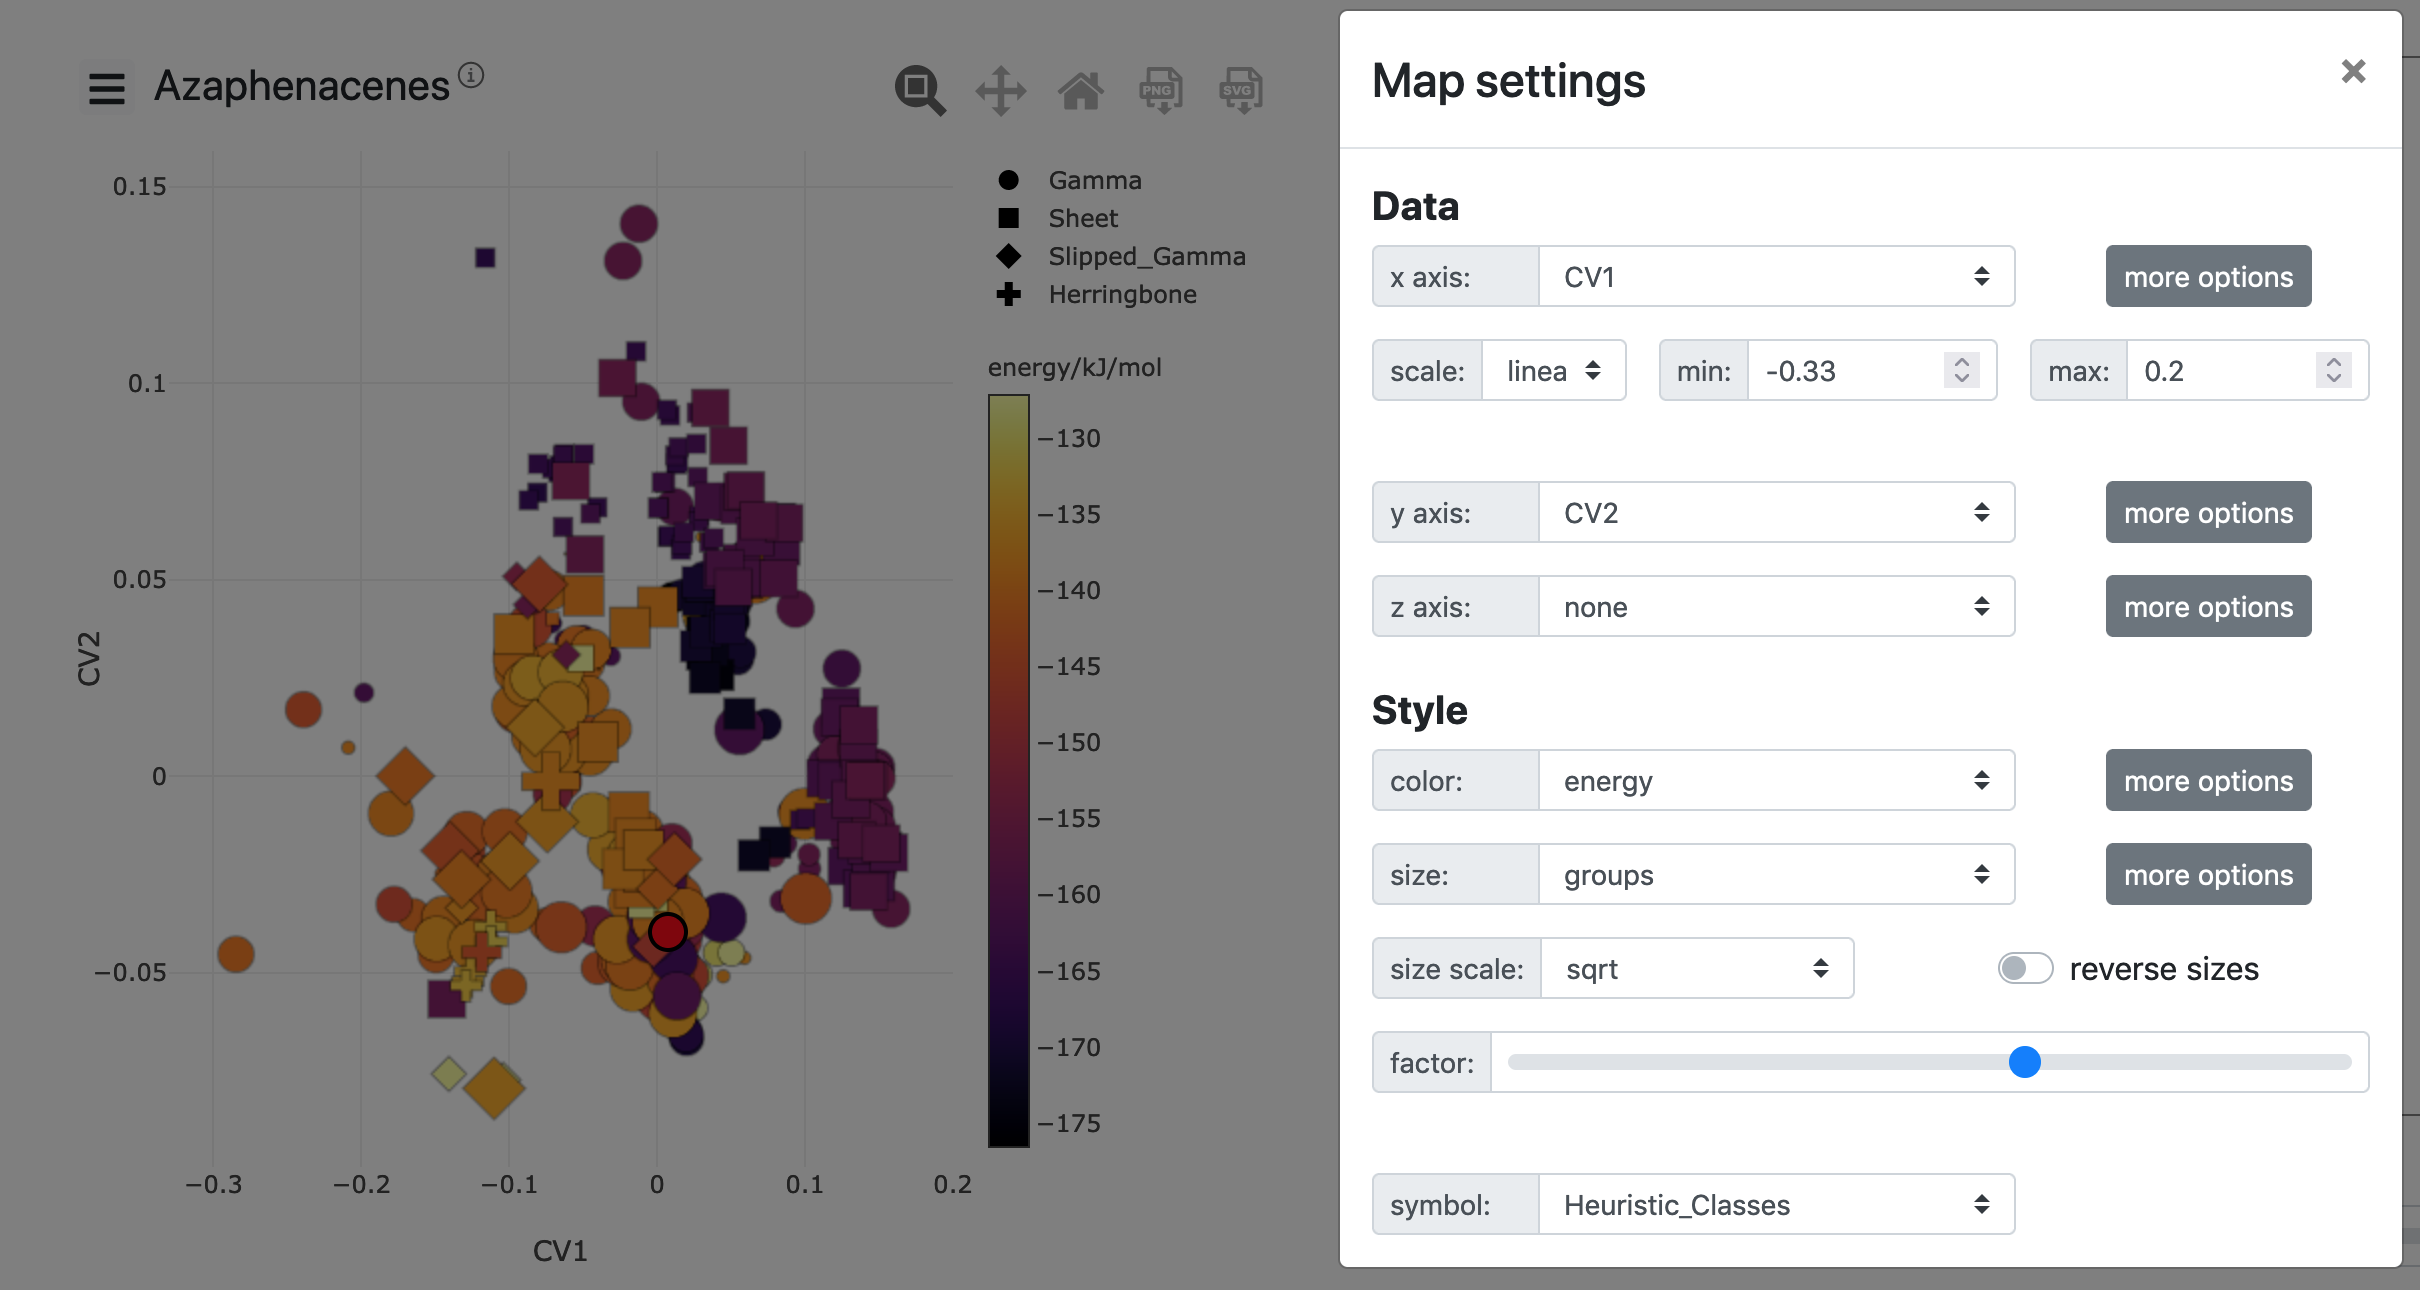 Azaphenacenes i
PNG SVG
Gamma
Sheet
Slipped_Gamma
Herringbone
energy/kJ/mol
−130
−135
−140
−145
−150
−155
−160
−165
−170
−175
0.15
0.1
0.05
0
−0.05
CV2
−0.3 −0.2 −0.1 0 0.1 0.2
CV1
Map settings ×
Data
x axis: CV1 more options
scale: linea min: -0.33 max: 0.2
y axis: CV2 more options
z axis: none more options
Style
color: energy more options
size: groups more options
size scale: sqrt reverse sizes
factor:
symbol: Heuristic_Classes